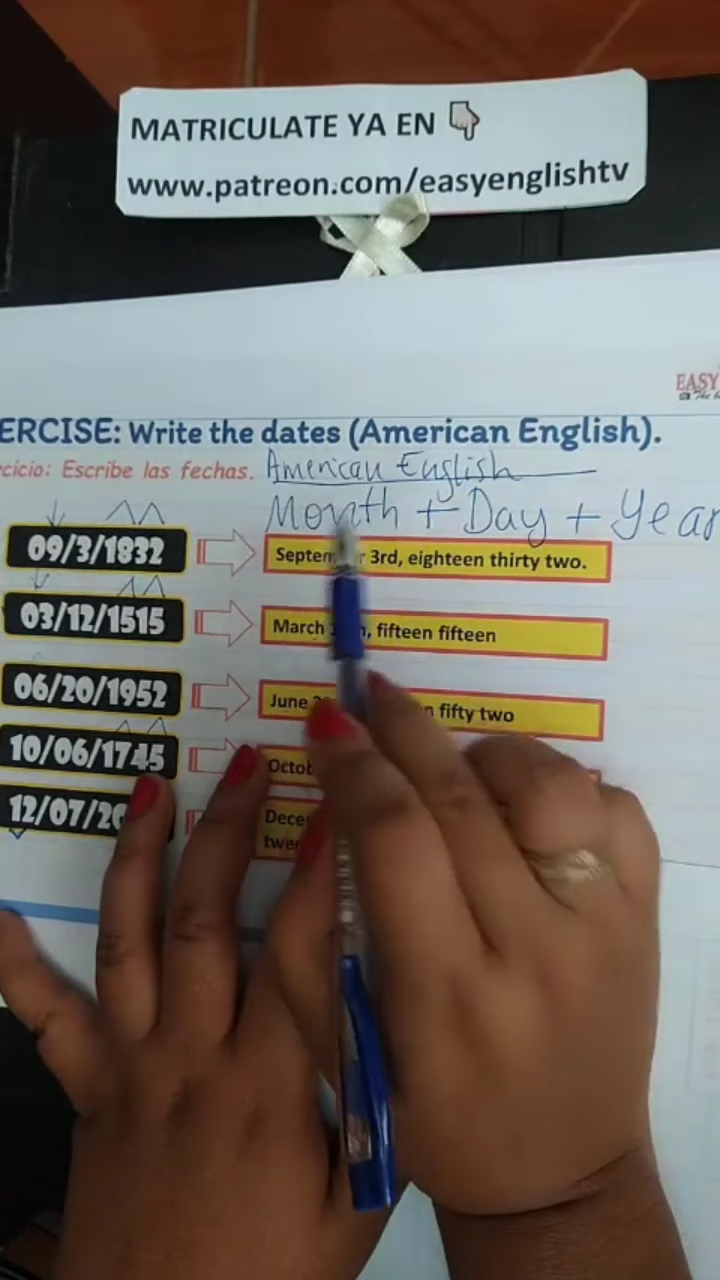 MATRICULATE YA EN
www.patreon.com/easyenglishtv
EASY
ERCISE: Write the dates (American English).
cicio: Escribe las fechas. American English
Month + Day + Year
09/3/1832 3rd, eighteen thirty two.
03/12/1515 March fifteen fifteen
06/20/1952 June fifty two
10/06/1745
12/07/20